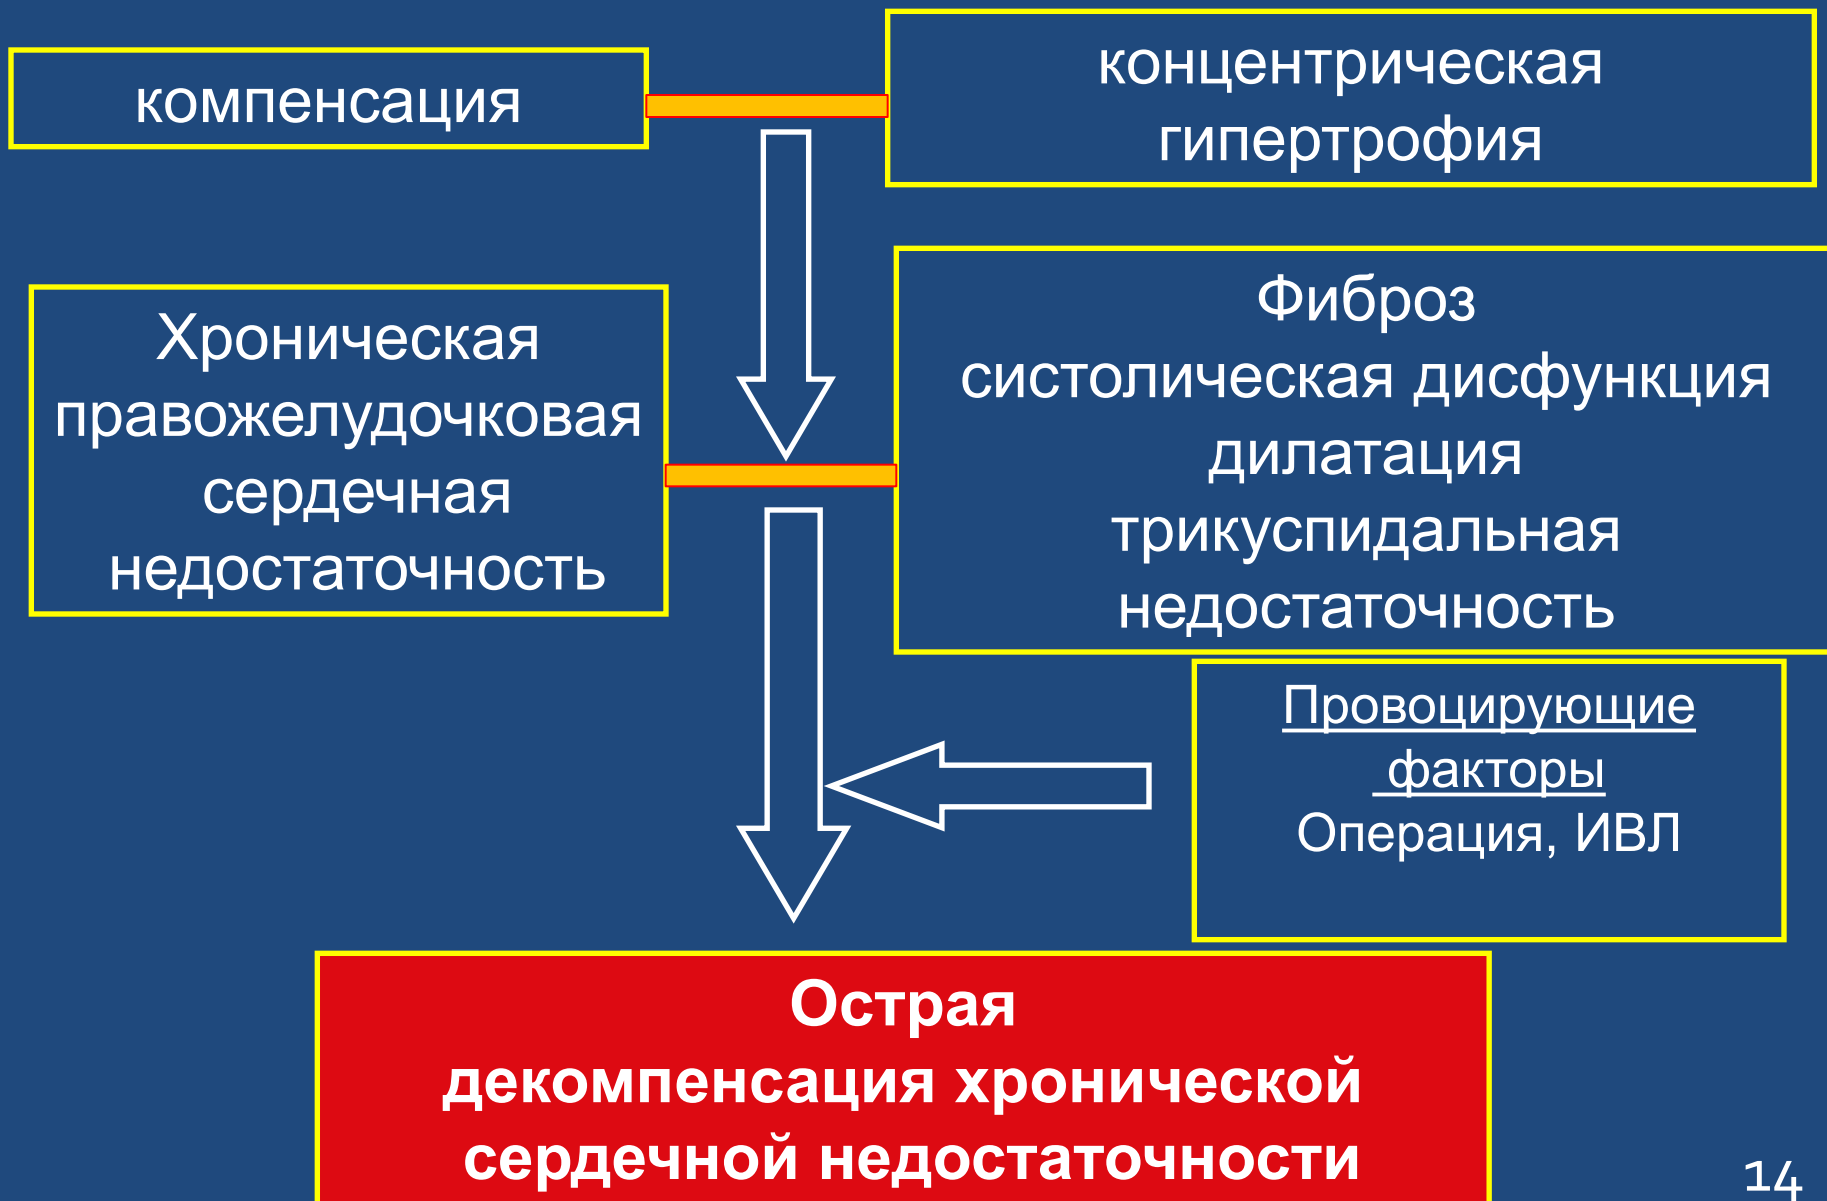 компенсация
концентрическая
гипертрофия
Хроническая
правожелудочковая
сердечная
недостаточность
Фиброз
систолическая дисфункция
дилатация
трикуспидальная
недостаточность
Провоцирующие
факторы
Операция, ИВЛ
Острая
декомпенсация хронической
сердечной недостаточности
14